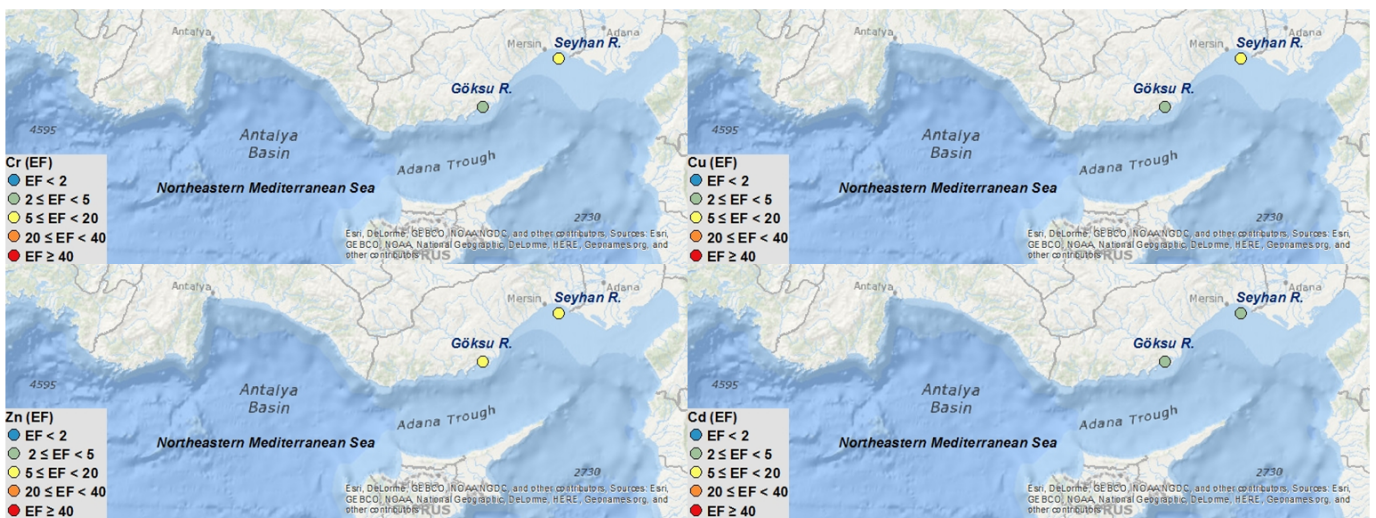 Antalya
Mersin
Adana
Seyhan R.
Göksu R.
4595
Antalya
Basin
Adana Trough
Northeastern Mediterranean Sea
2730
Cr (EF)
EF < 2
2 ≤ EF < 5
5 ≤ EF < 20
20 ≤ EF < 40
EF ≥ 40
Esri, DeLorme, GEBCO, NOAA NGDC, and other contributors, Sources: Esri,
GEBCO, NOAA, National Geographic, DeLorme, HERE, Geonames.org, and
other contributors
RUS
Antalya
Mersin
Adana
Seyhan R.
Göksu R.
4595
Antalya
Basin
Adana Trough
Northeastern Mediterranean Sea
2730
Cu (EF)
EF < 2
2 ≤ EF < 5
5 ≤ EF < 20
20 ≤ EF < 40
EF ≥ 40
Esri, DeLorme, GEBCO, NOAA NGDC, and other contributors, Sources: Esri,
GEBCO, NOAA, National Geographic, DeLorme, HERE, Geonames.org, and
other contributors
RUS
Antalya
Mersin
Adana
Seyhan R.
Göksu R.
4595
Antalya
Basin
Adana Trough
Northeastern Mediterranean Sea
2730
Zn (EF)
EF < 2
2 ≤ EF < 5
5 ≤ EF < 20
20 ≤ EF < 40
EF ≥ 40
Esri, DeLorme, GEBCO, NOAA NGDC, and other contributors, Sources: Esri,
GEBCO, NOAA, National Geographic, DeLorme, HERE, Geonames.org, and
other contributors
RUS
Antalya
Mersin
Adana
Seyhan R.
Göksu R.
4595
Antalya
Basin
Adana Trough
Northeastern Mediterranean Sea
2730
Cd (EF)
EF < 2
2 ≤ EF < 5
5 ≤ EF < 20
20 ≤ EF < 40
EF ≥ 40
Esri, DeLorme, GEBCO, NOAA NGDC, and other contributors, Sources: Esri,
GEBCO, NOAA, National Geographic, DeLorme, HERE, Geonames.org, and
other contributors
RUS